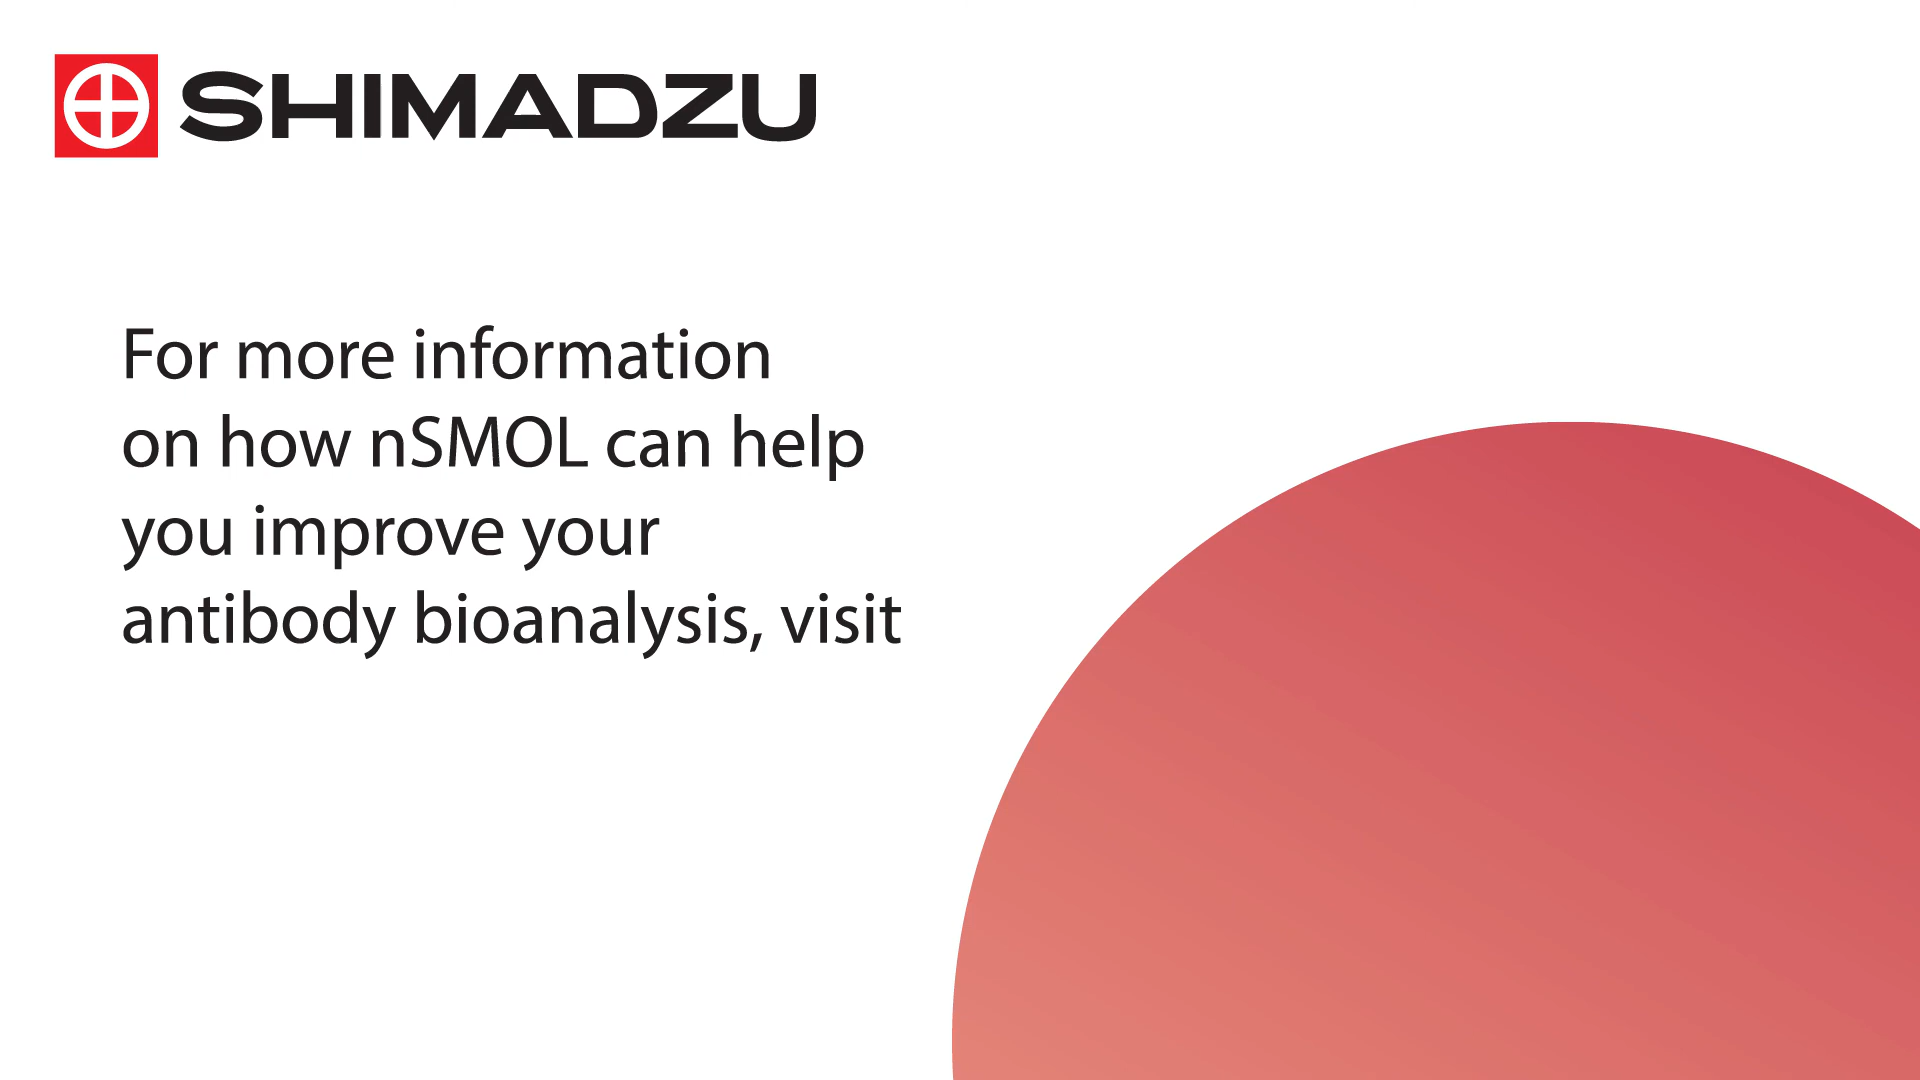 SHIMADZU
For more information
on how nSMOL can help
you improve your
antibody bioanalysis, visit